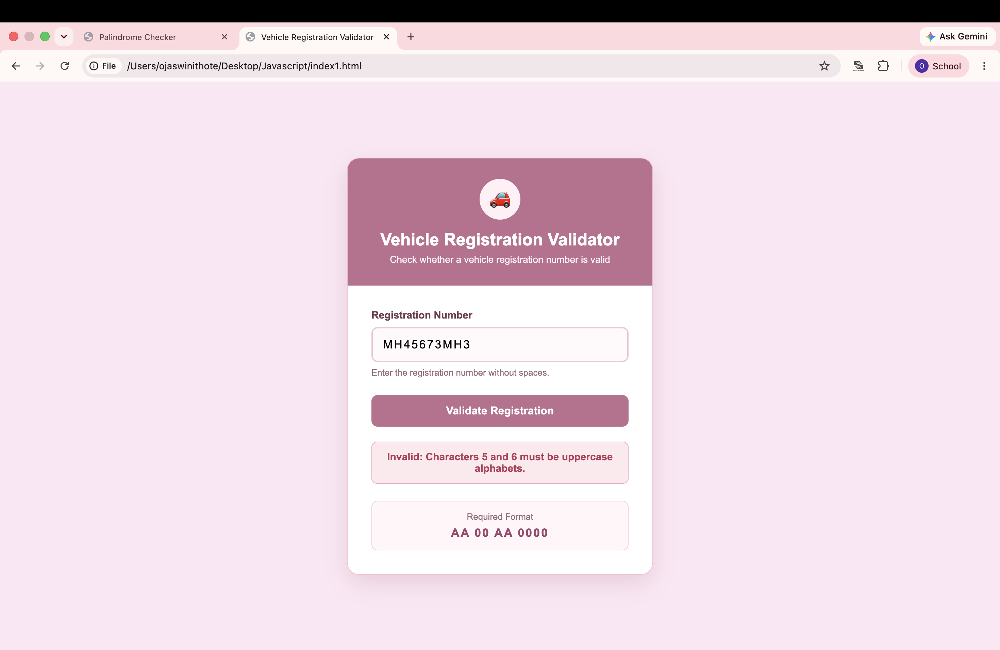 Palindrome Checker
Vehicle Registration Validator
Ask Gemini
File
/Users/ojaswinithote/Desktop/Javascript/index1.html
O
School
Vehicle Registration Validator
Check whether a vehicle registration number is valid
Registration Number
MH45673MH3
Enter the registration number without spaces.
Validate Registration
Invalid: Characters 5 and 6 must be uppercase
alphabets.
Required Format
AA 00 AA 0000